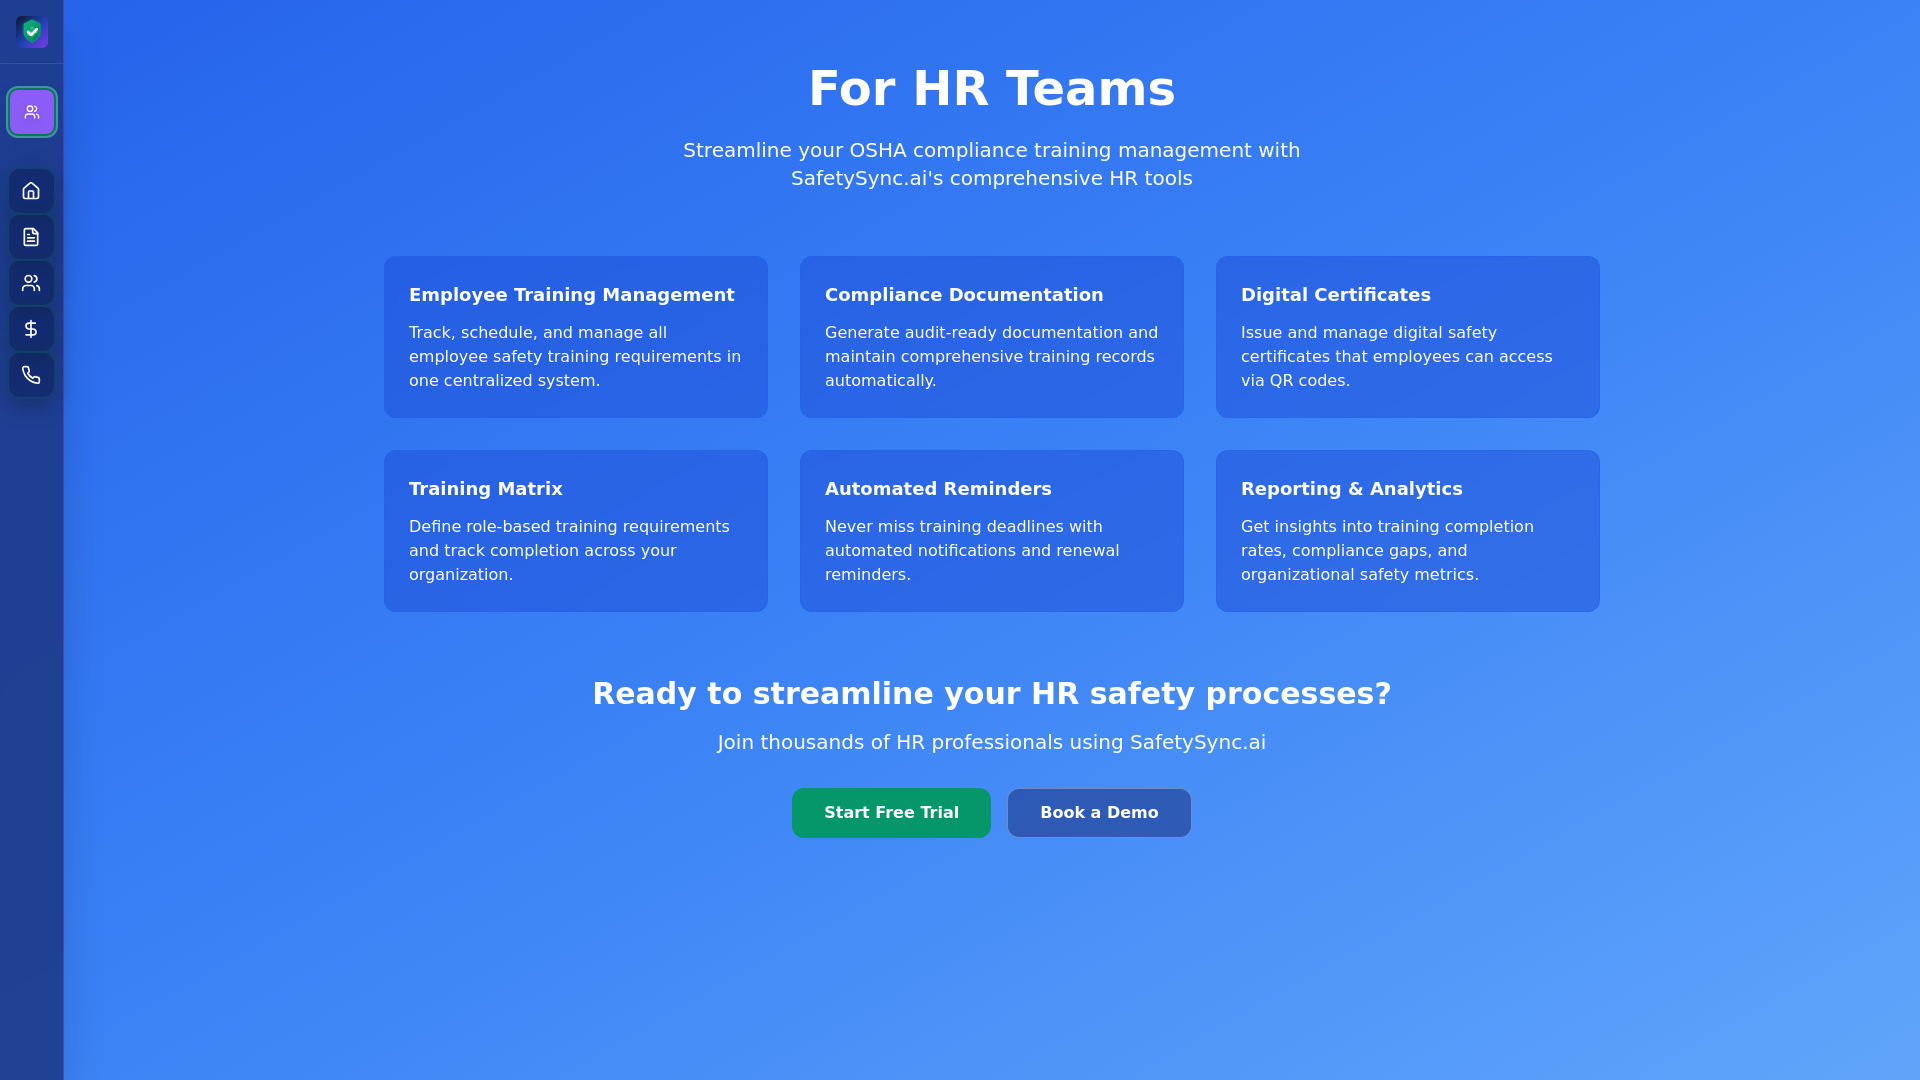 For HR Teams
Streamline your OSHA compliance training management with
SafetySync.ai's comprehensive HR tools
Employee Training Management
Track, schedule, and manage all
employee safety training requirements in
one centralized system.
Compliance Documentation
Generate audit-ready documentation and
maintain comprehensive training records
automatically.
Digital Certificates
Issue and manage digital safety
certificates that employees can access
via QR codes.
Training Matrix
Define role-based training requirements
and track completion across your
organization.
Automated Reminders
Never miss training deadlines with
automated notifications and renewal
reminders.
Reporting & Analytics
Get insights into training completion
rates, compliance gaps, and
organizational safety metrics.
Ready to streamline your HR safety processes?
Join thousands of HR professionals using SafetySync.ai
Start Free Trial
Book a Demo